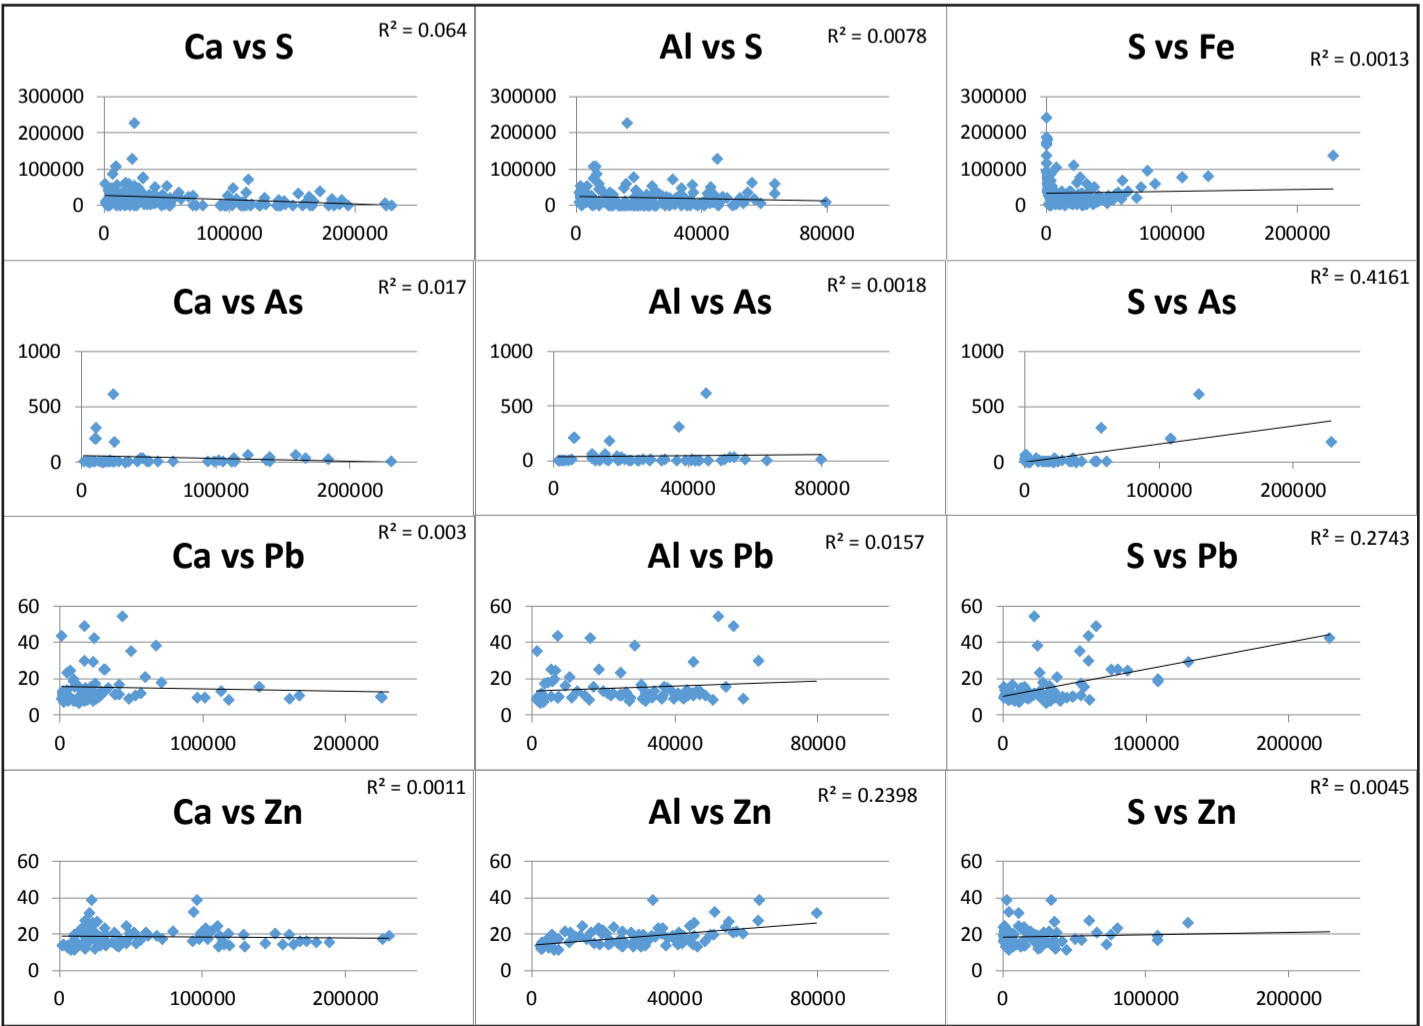 Ca vs S
R² = 0.064
300000
200000
100000
0
0 100000 200000
Al vs S
R² = 0.0078
300000
200000
100000
0
0 40000 80000
S vs Fe
R² = 0.0013
300000
200000
100000
0
0 100000 200000
Ca vs As
R² = 0.017
1000
500
0
0 100000 200000
Al vs As
R² = 0.0018
1000
500
0
0 40000 80000
S vs As
R² = 0.4161
1000
500
0
0 100000 200000
Ca vs Pb
R² = 0.003
60
40
20
0
0 100000 200000
Al vs Pb
R² = 0.0157
60
40
20
0
0 40000 80000
S vs Pb
R² = 0.2743
60
40
20
0
0 100000 200000
Ca vs Zn
R² = 0.0011
60
40
20
0
0 100000 200000
Al vs Zn
R² = 0.2398
60
40
20
0
0 40000 80000
S vs Zn
R² = 0.0045
60
40
20
0
0 100000 200000